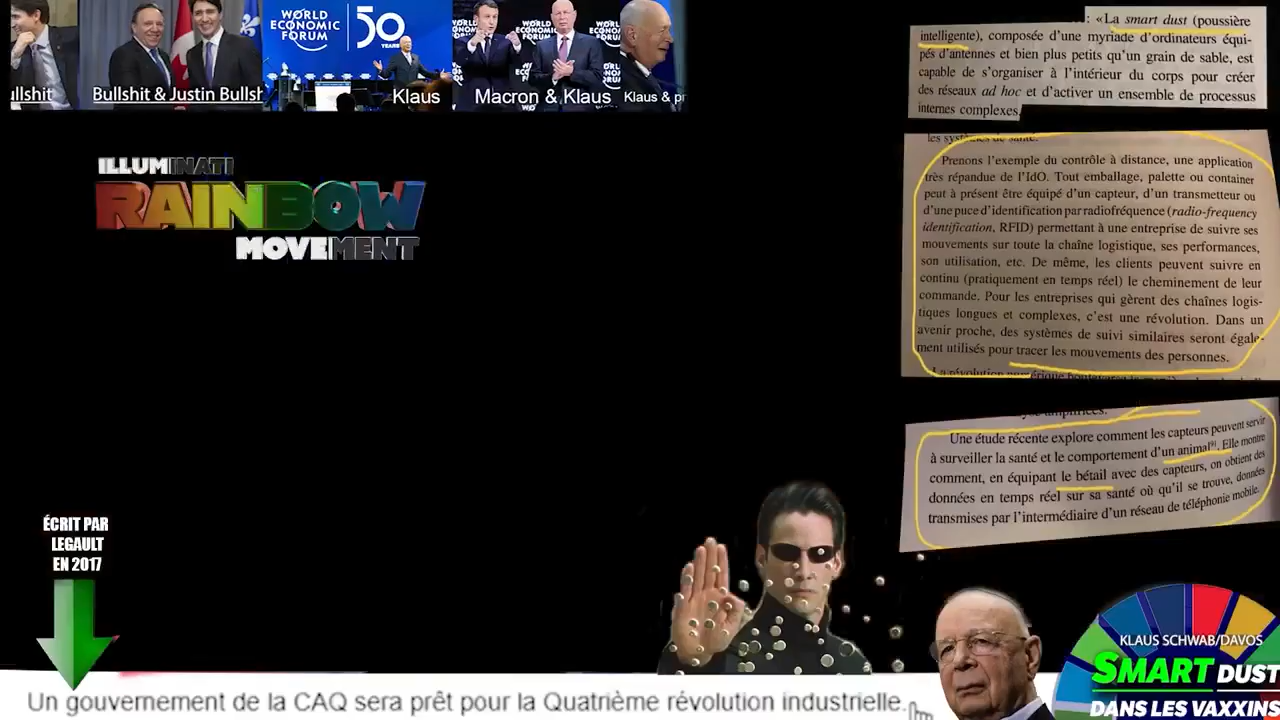 ullshit
Bullshit & Justin Bullsh
WORLD
ECONOMIC
FORUM
50
YEARS
Klaus
Macron & Klaus
Klaus & pr
: «La smart dust (poussière
intelligente), composée d'une myriade d'ordinateurs équi-
pés d'antennes et bien plus petits qu'un grain de sable, est
capable de s'organiser à l'intérieur du corps pour créer
des réseaux ad hoc et d'activer un ensemble de processus
internes complexes.
ILLUMINATI
RAINBOW
MOVEMENT
les systèmes de santé.
Prenons l'exemple du contrôle à distance, une application
très répandue de l'IdO. Tout emballage, palette ou container
peut à présent être équipé d'un capteur, d'un transmetteur ou
d'une puce d'identification par radiofréquence (radio-frequency
identification, RFID) permettant à une entreprise de suivre ses
mouvements sur toute la chaîne logistique, ses performances,
son utilisation, etc. De même, les clients peuvent suivre en
continu (pratiquement en temps réel) le cheminement de leur
commande. Pour les entreprises qui gèrent des chaînes logis-
tiques longues et complexes, c'est une révolution. Dans un
avenir proche, des systèmes de suivi similaires seront égale-
ment utilisés pour tracer les mouvements des personnes.
La révolution numérique
amplifiées.
Une étude récente explore comment les capteurs peuvent servir
à surveiller la santé et le comportement d'un animal. Elle montre
comment, en équipant le bétail avec des capteurs, on obtient des
données en temps réel sur sa santé où qu'il se trouve, données
transmises par l'intermédiaire d'un réseau de téléphonie mobile.
ÉCRIT PAR
LEGAULT
EN 2017
KLAUS SCHWAB/DAVOS
SMART DUST
DANS LES VAXXINS
Un gouvernement de la CAQ sera prêt pour la Quatrième révolution industrielle.